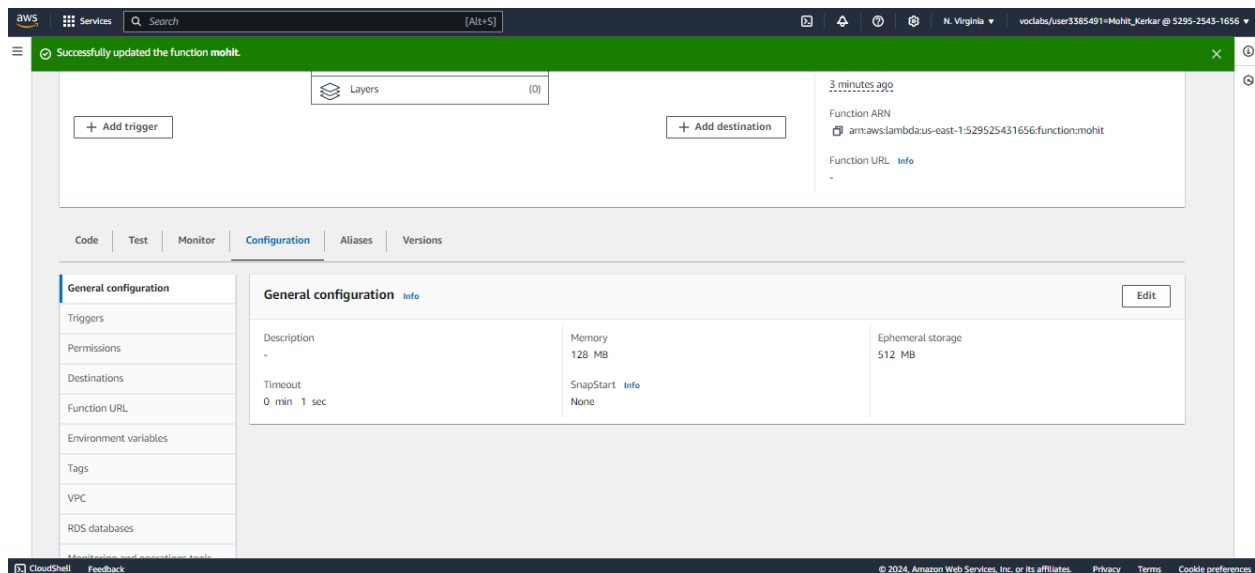 aws Services Search [Alt+S] N. Virginia voclabs/user3385491=Mohit_Kerkar @ 5295-2543-1656
Successfully updated the function mohit.
Layers (0)
Add trigger
Add destination
3 minutes ago
Function ARN
arn:aws:lambda:us-east-1:529525431656:function:mohit
Function URL Info
-
Code Test Monitor Configuration Aliases Versions
General configuration
Triggers
Permissions
Destinations
Function URL
Environment variables
Tags
VPC
RDS databases
Monitoring and operations tools
General configuration Info Edit
Description
-
Memory
128 MB
Ephemeral storage
512 MB
Timeout
0 min 1 sec
SnapStart Info
None
CloudShell Feedback © 2024, Amazon Web Services, Inc. or its affiliates. Privacy Terms Cookie preferences